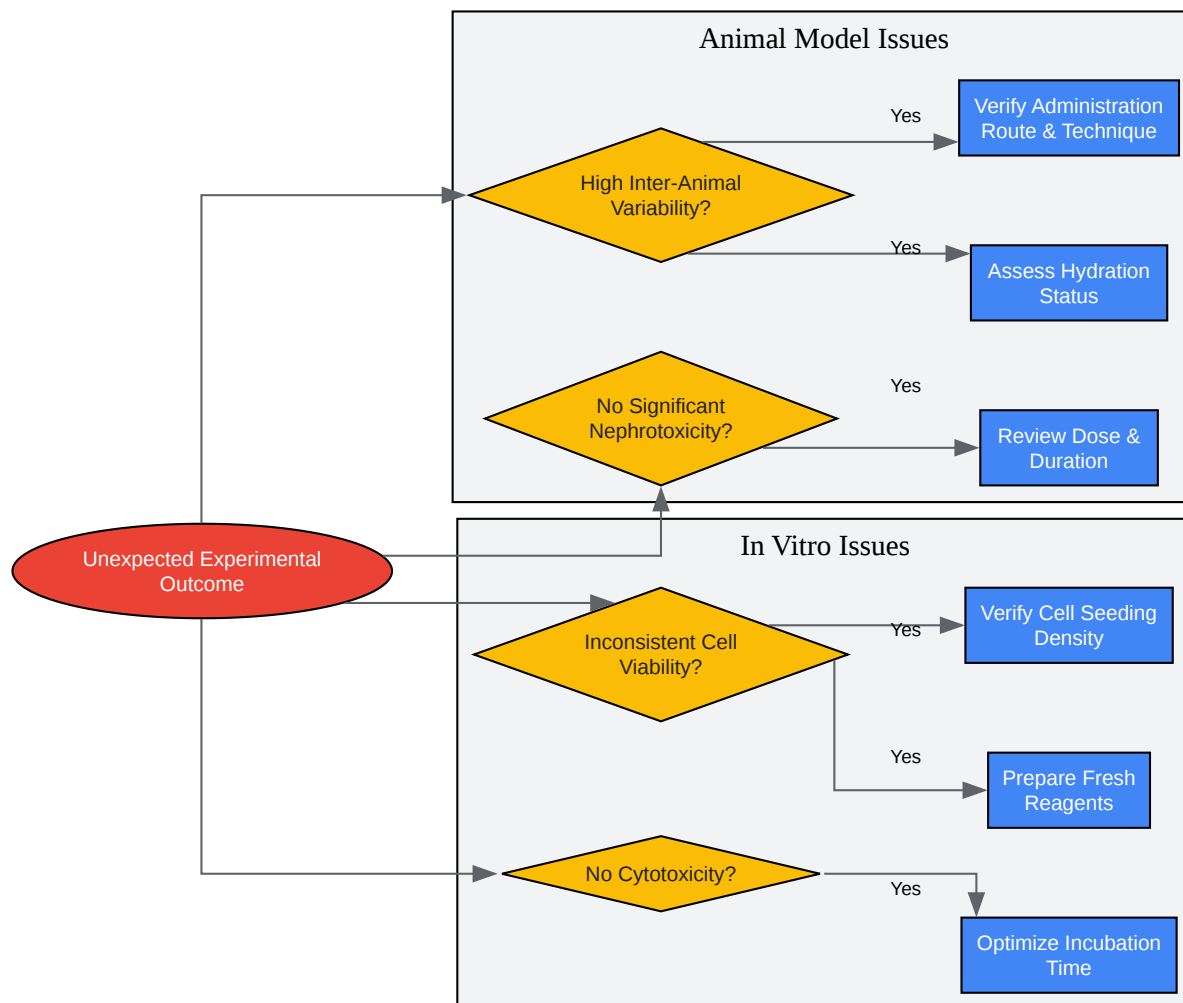 Animal Model Issues
Verify Administration
Route & Technique
Yes
High Inter-Animal
Variability?
Yes
Assess Hydration
Status
Yes
No Significant
Nephrotoxicity?
Review Dose &
Duration
Unexpected Experimental
Outcome
In Vitro Issues
Verify Cell Seeding
Density
Yes
Inconsistent Cell
Viability?
Yes
Prepare Fresh
Reagents
No Cytotoxicity?
Yes
Optimize Incubation
Time